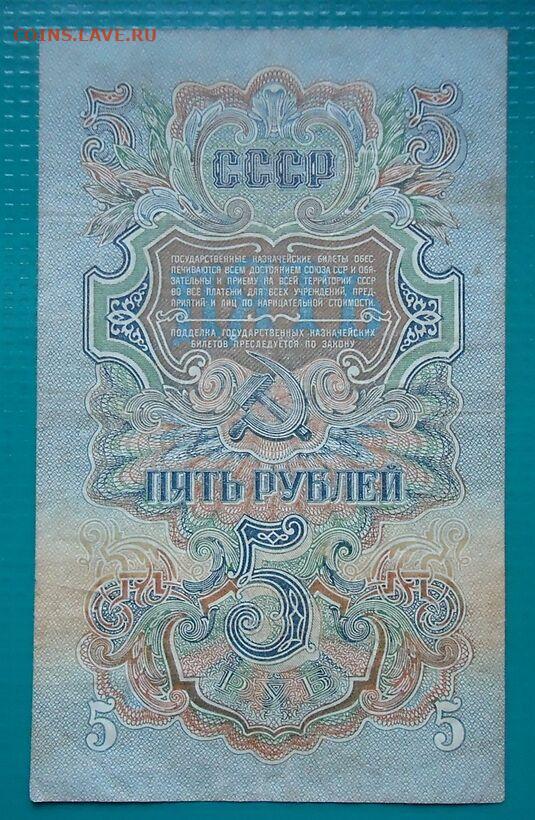 COINS.LAVE.РУ
5 5
СССР
ГОСУДАРСТВЕННЫЕ КАЗНАЧЕЙСКИЕ БИЛЕТЫ ОБЕС-
ПЕЧИВАЮТСЯ ВСЕМ ДОСТОЯНИЕМ СОЮЗА ССР И ОБЯ-
ЗАТЕЛЬНЫ К ПРИЕМУ НА ВСЕЙ ТЕРРИТОРИИ СССР
ВО ВСЕ ПЛАТЕЖИ ДЛЯ ВСЕХ УЧРЕЖДЕНИЙ, ПРЕД-
ПРИЯТИЙ И ЛИЦ ПО НАРИЦАТЕЛЬНОЙ СТОИМОСТИ.
ПОДДЕЛКА ГОСУДАРСТВЕННЫХ КАЗНАЧЕЙСКИХ
БИЛЕТОВ ПРЕСЛЕДУЕТСЯ ПО ЗАКОНУ
ПЯТЬ РУБЛЕЙ
5
РУБ
5 5